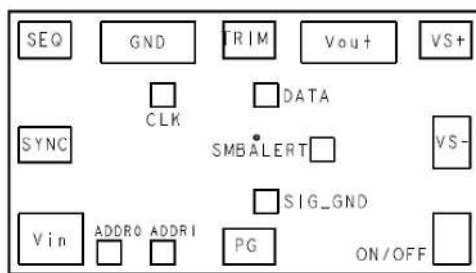 SEQ GND TRIM Vout VS+
DATA
CLK
SYNC SMBALERT VS-
SIG_GND
Vin ADDR0 ADDR1 PG ON/OFF